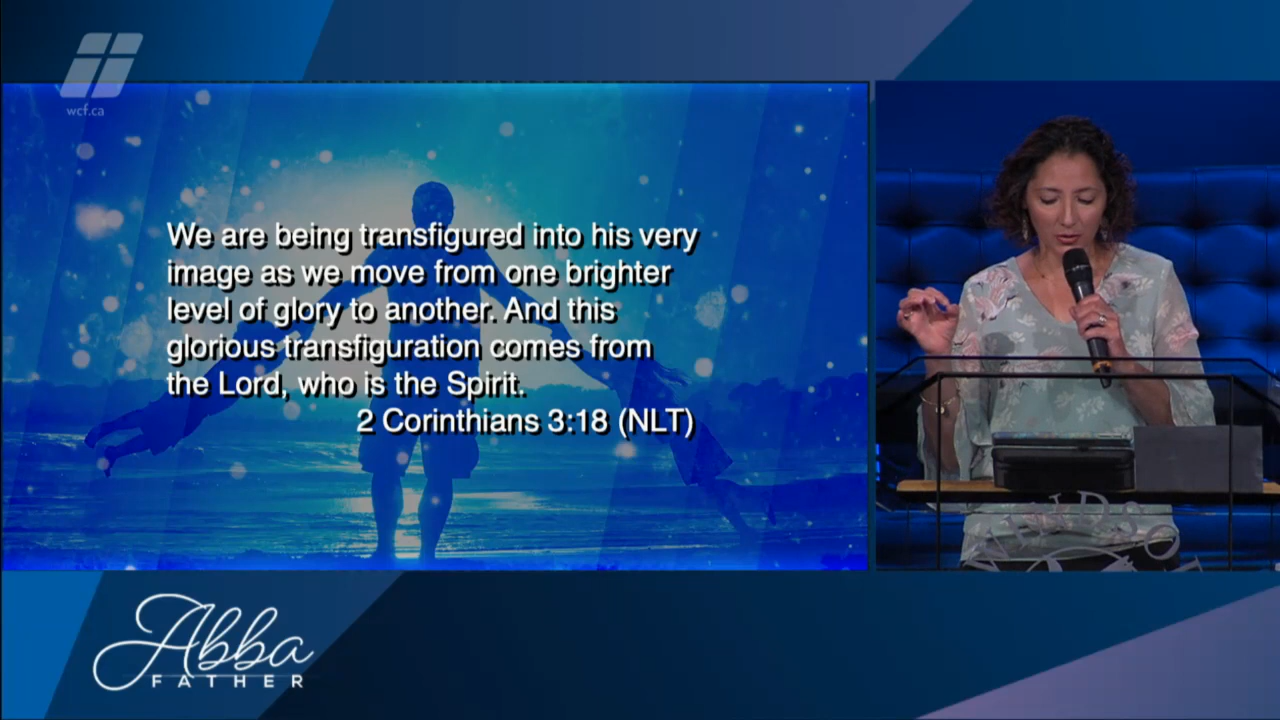 wcf.ca
We are being transfigured into his very
image as we move from one brighter
level of glory to another. And this
glorious transfiguration comes from
the Lord, who is the Spirit.
2 Corinthians 3:18 (NLT)
Abba
FATHER